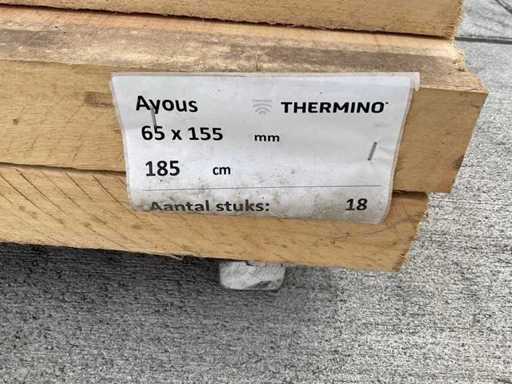 Ayous THERMINO
65 x 155 mm
185 cm
Aantal stuks: 18